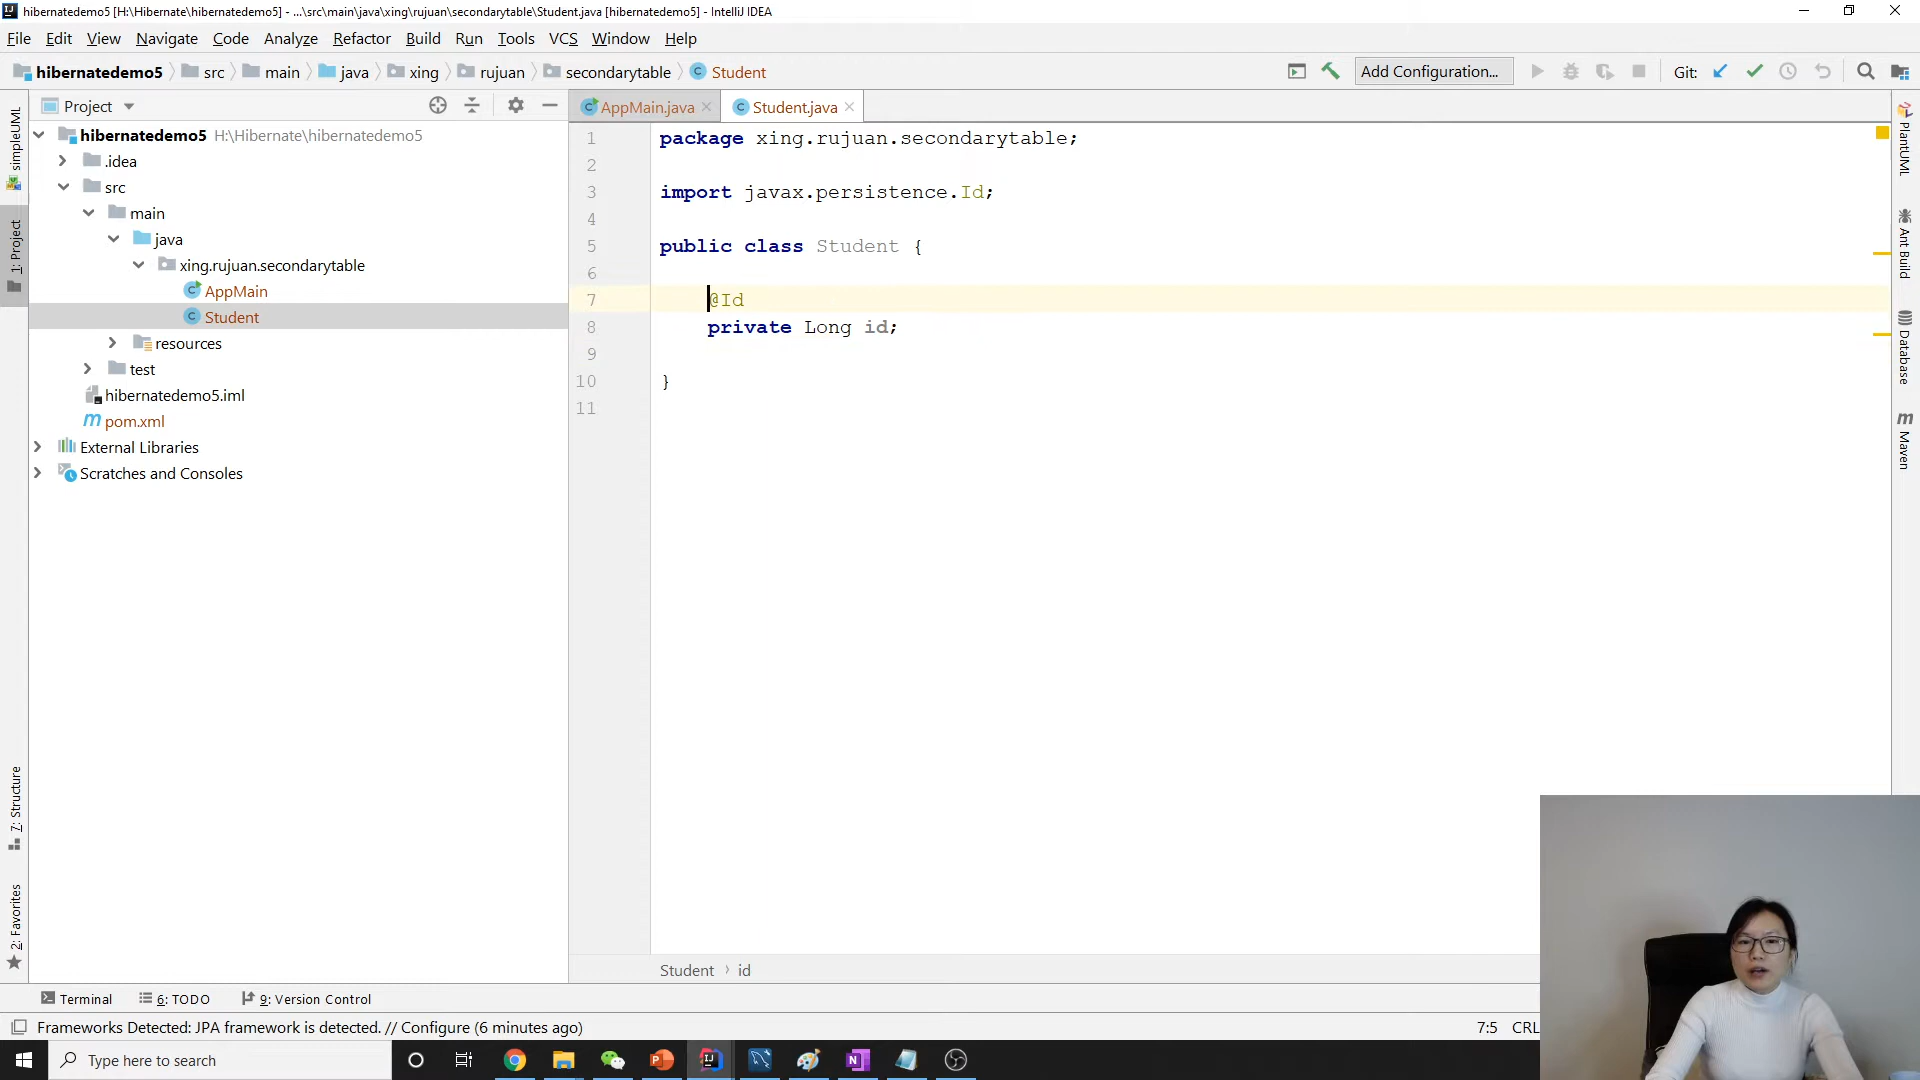 hibernatedemo5 [H:\Hibernate\hibernatedemo5] - ...\src\main\java\xing\rujuan\secondarytable\Student.java [hibernatedemo5] - IntelliJ IDEA
File Edit View Navigate Code Analyze Refactor Build Run Tools VCS Window Help
hibernatedemo5 src main java xing rujuan secondarytable Student Add Configuration... Git:
Project AppMain.java Student.java
hibernatedemo5 H:\Hibernate\hibernatedemo5
.idea
src
main
java
xing.rujuan.secondarytable
AppMain
Student
resources
test
hibernatedemo5.iml
pom.xml
External Libraries
Scratches and Consoles
1 package xing.rujuan.secondarytable;
2
3 import javax.persistence.Id;
4
5 public class Student {
6
7 @Id
8 private Long id;
9
10 }
11
Student › id
simpleUML
1: Project
7: Structure
2: Favorites
PlantUML
Ant Build
Database
Maven
Terminal 6: TODO 9: Version Control
Frameworks Detected: JPA framework is detected. // Configure (6 minutes ago) 7:5 CRL
Type here to search